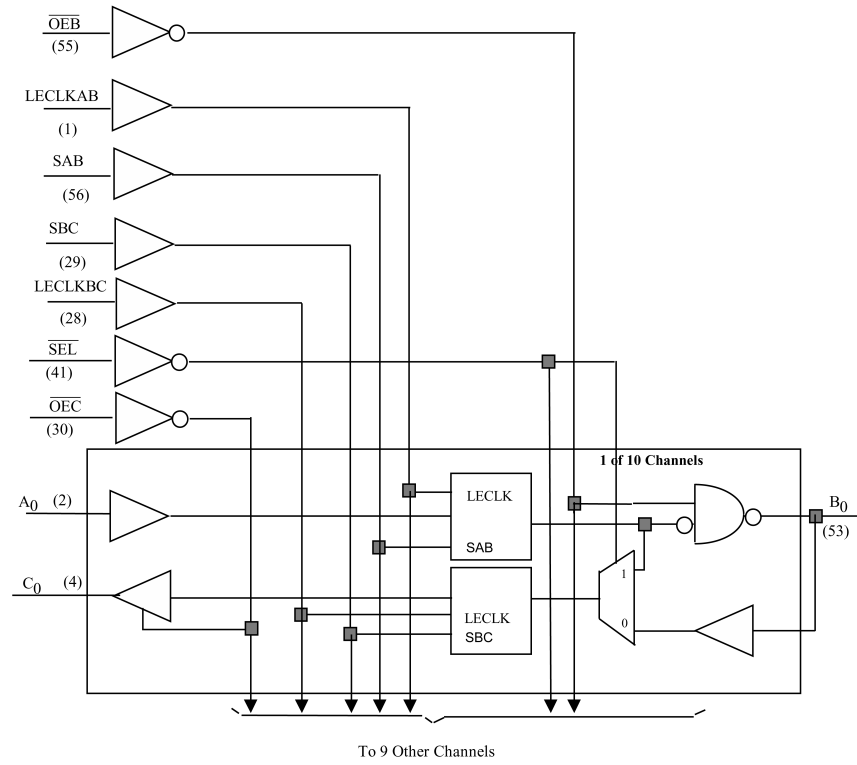 OEB
(55)
LECLKAB
(1)
SAB
(56)
SBC
(29)
LECLKBC
(28)
SEL
(41)
OEC
(30)
1 of 10 Channels
A0 (2)
LECLK
SAB
B0
(53)
C0 (4)
LECLK
SBC
1
0
To 9 Other Channels